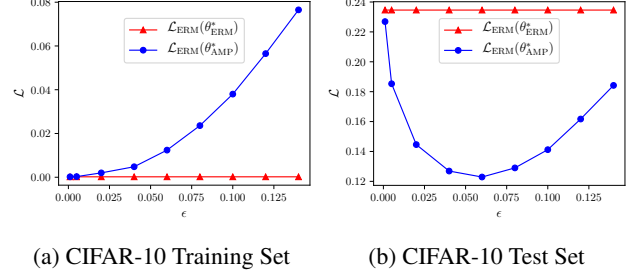 0.08
0.06
0.04
0.02
0.00
ℒ
ℒ_ERM(θ*_ERM)
ℒ_ERM(θ*_AMP)
0.000 0.025 0.050 0.075 0.100 0.125
ϵ
(a) CIFAR-10 Training Set
0.24
0.22
0.20
0.18
0.16
0.14
0.12
ℒ
ℒ_ERM(θ*_ERM)
ℒ_ERM(θ*_AMP)
0.000 0.025 0.050 0.075 0.100 0.125
ϵ
(b) CIFAR-10 Test Set